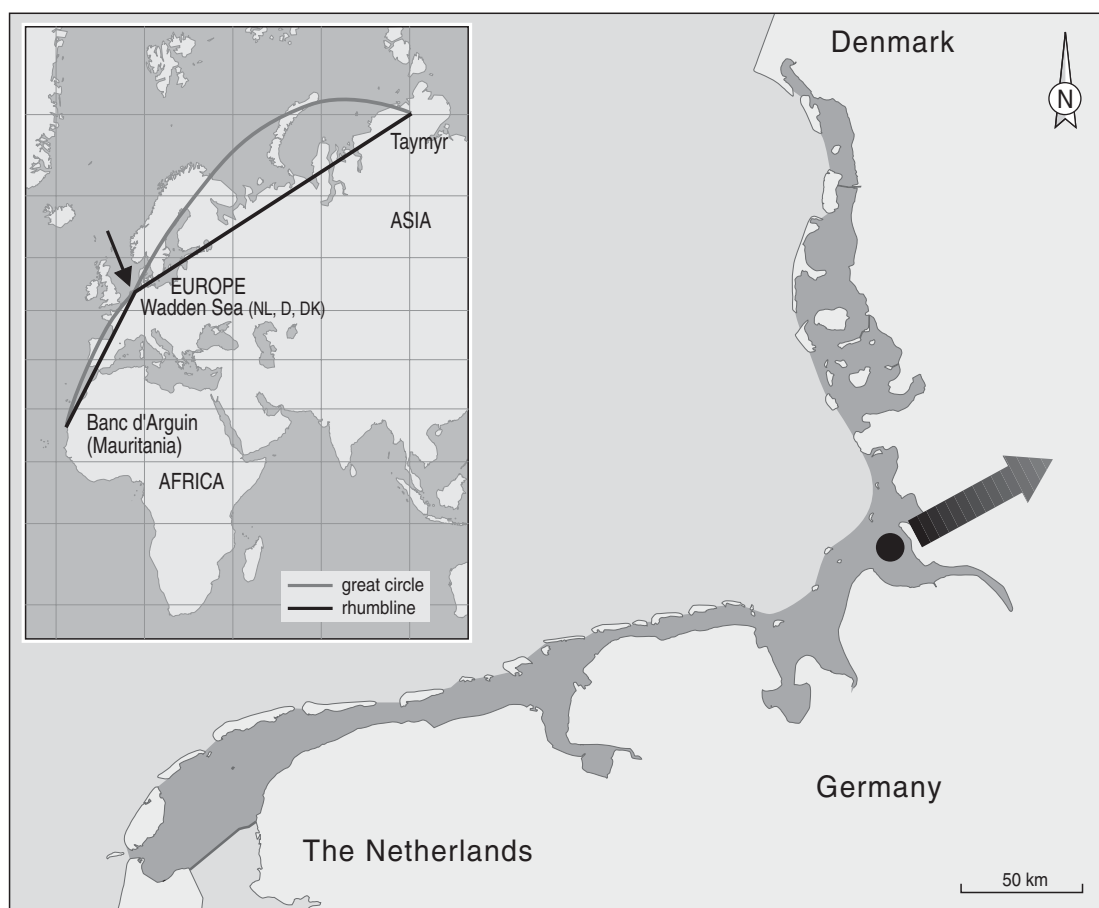 Denmark
N
Taymyr
ASIA
EUROPE
Wadden Sea (NL, D, DK)
Banc d'Arguin
(Mauritania)
AFRICA
great circle
rhumbline
Germany
The Netherlands
50 km